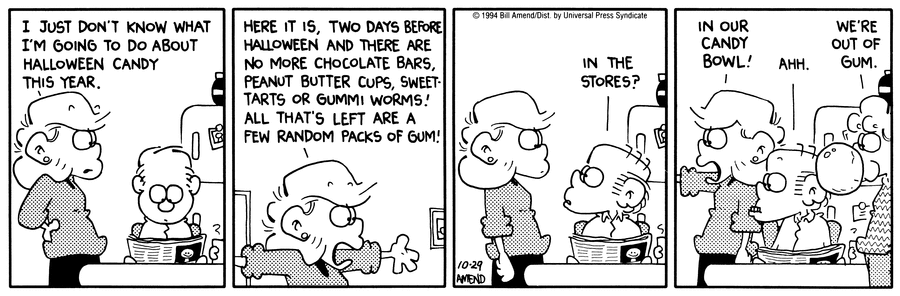 I JUST DON'T KNOW WHAT
I'M GOING TO DO ABOUT
HALLOWEEN CANDY
THIS YEAR.
HERE IT IS, TWO DAYS BEFORE
HALLOWEEN AND THERE ARE
NO MORE CHOCOLATE BARS,
PEANUT BUTTER CUPS, SWEET-
TARTS OR GUMMI WORMS!
ALL THAT'S LEFT ARE A
FEW RANDOM PACKS OF GUM!
© 1994 Bill Amend/Dist. by Universal Press Syndicate
IN THE
STORES?
10-29
AMEND
IN OUR
CANDY
BOWL!
AHH.
WE'RE
OUT OF
GUM.